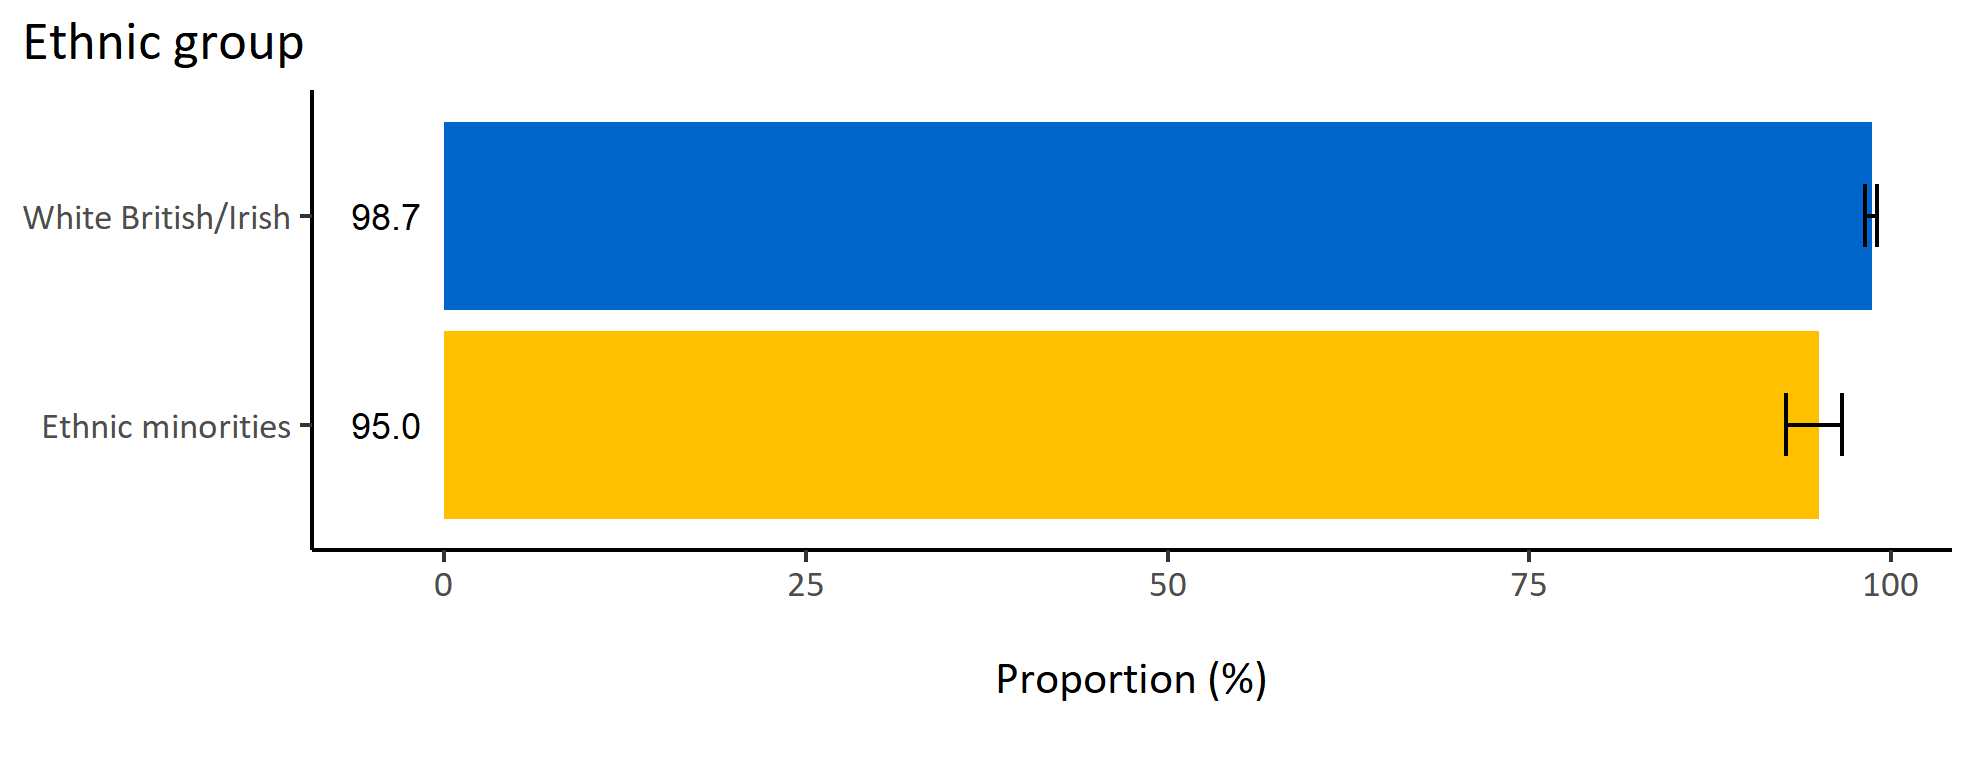 Ethnic group
White British/Irish 98.7
Ethnic minorities 95.0
0 25 50 75 100
Proportion (%)